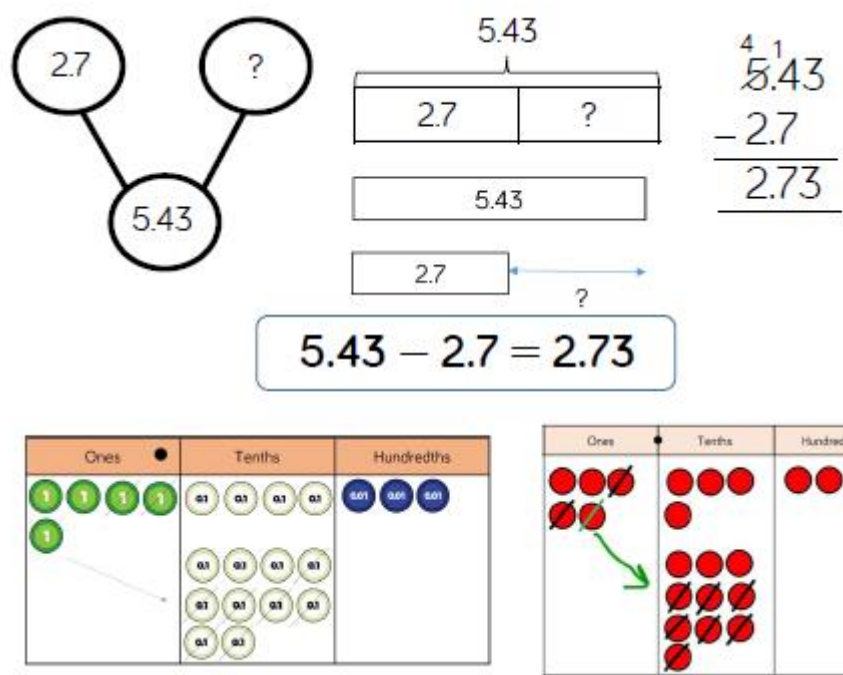 2.7
?
5.43
5.43
2.7 ?
5.43
2.7
?
4 1
5.43
− 2.7
2.73
5.43 − 2.7 = 2.73
Ones Tenths Hundredths
1 1 1 1
1
0.1 0.1 0.1 0.1
0.1 0.1 0.1 0.1
0.1 0.1 0.1 0.1
0.1 0.1
0.01 0.01 0.01
Ones Tenths Hundred